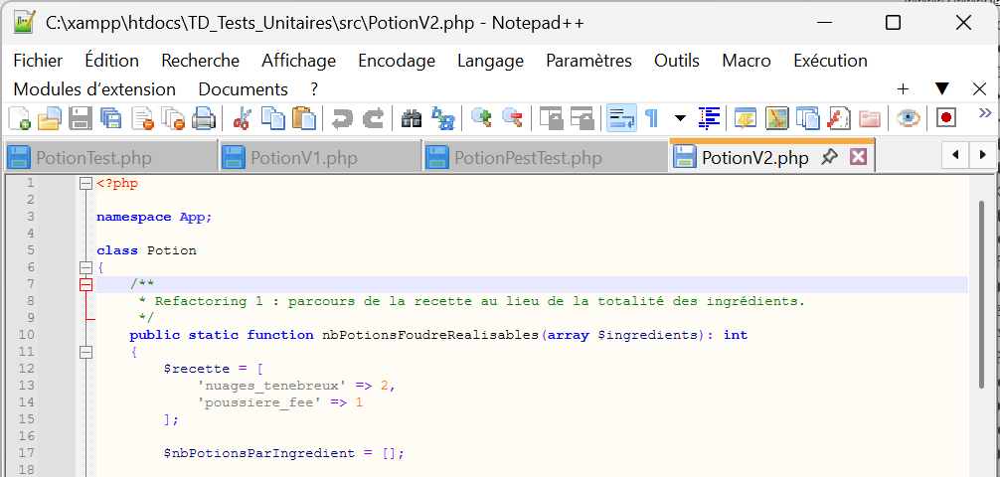 C:\xampp\htdocs\TD_Tests_Unitaires\src\PotionV2.php - Notepad++
Fichier Édition Recherche Affichage Encodage Langage Paramètres Outils Macro Exécution
Modules d'extension Documents ?
PotionTest.php PotionV1.php PotionPestTest.php PotionV2.php
1 <?php
2
3 namespace App;
4
5 class Potion
6 {
7 /**
8 * Refactoring 1 : parcours de la recette au lieu de la totalité des ingrédients.
9 */
10 public static function nbPotionsFoudreRealisables(array $ingredients): int
11 {
12 $recette = [
13 'nuages_tenebreux' => 2,
14 'poussiere_fee' => 1
15 ];
16
17 $nbPotionsParIngredient = [];
18